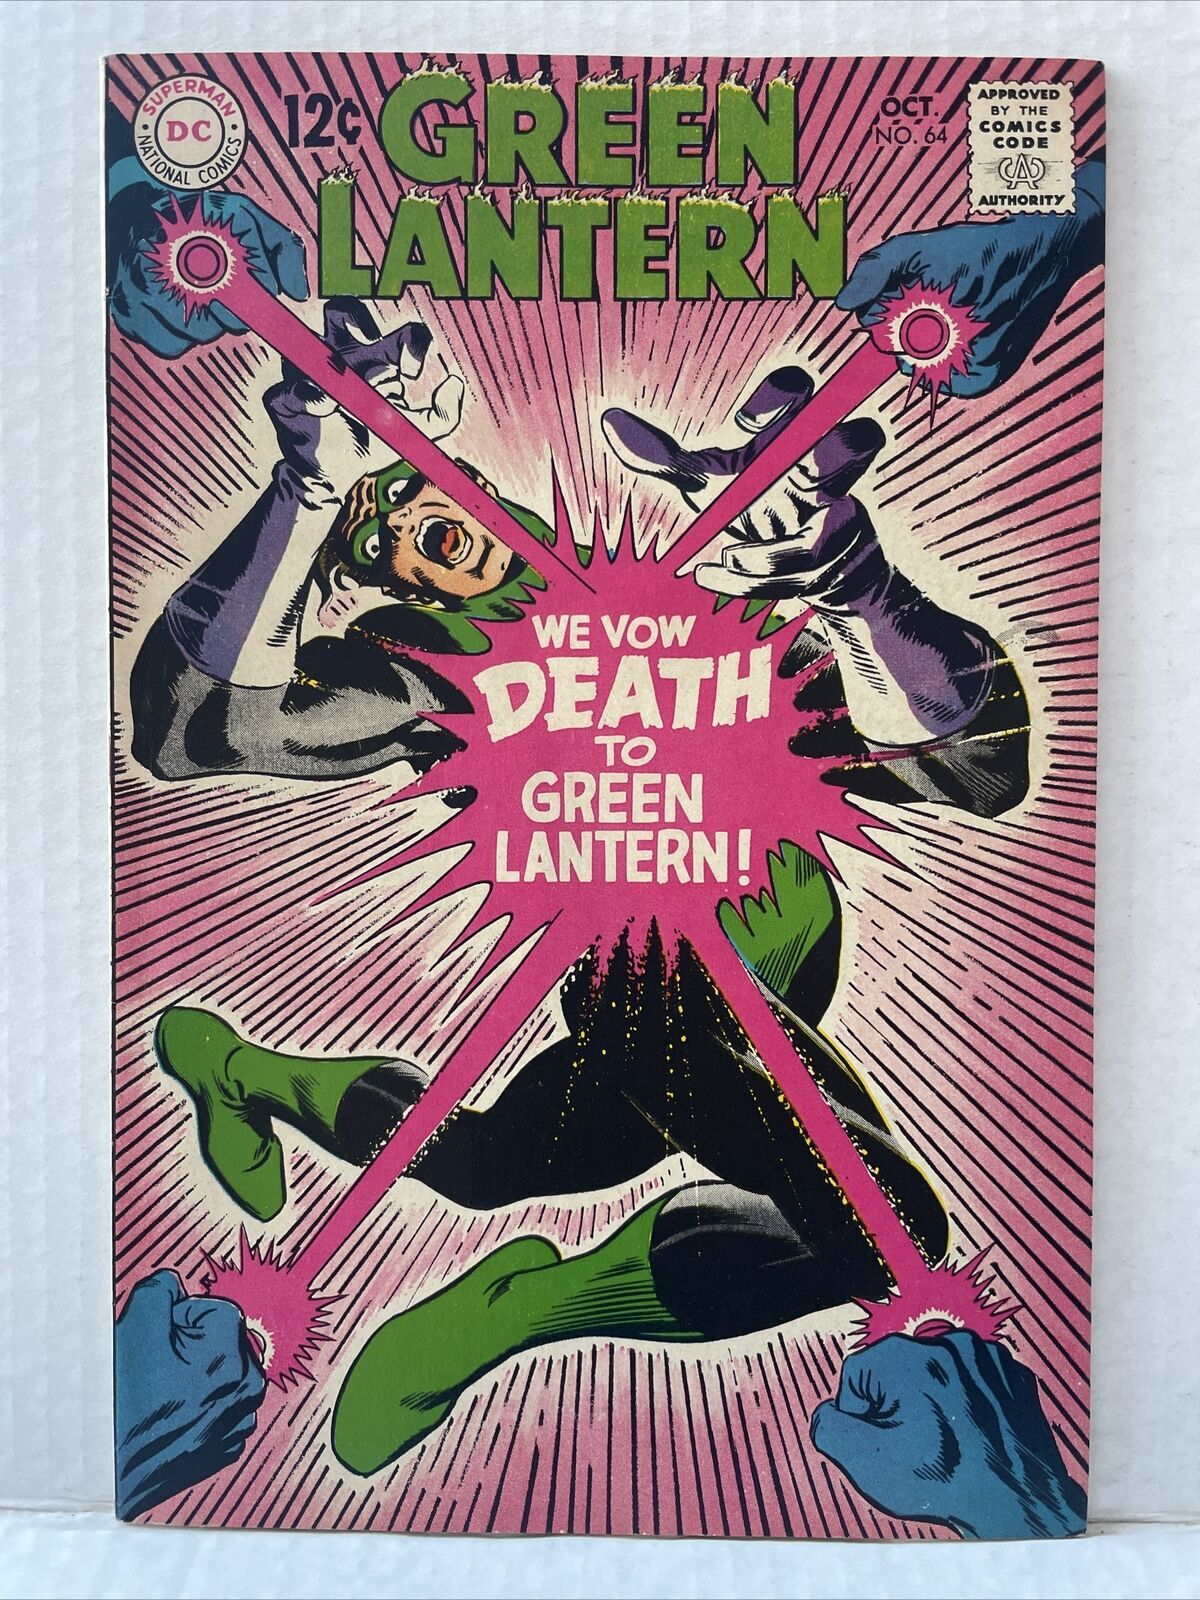 SUPERMAN
DC
NATIONAL COMICS
12¢
GREEN
LANTERN
OCT.
NO. 64
APPROVED
BY THE
COMICS
CODE
CA
AUTHORITY
WE VOW
DEATH
TO
GREEN
LANTERN!